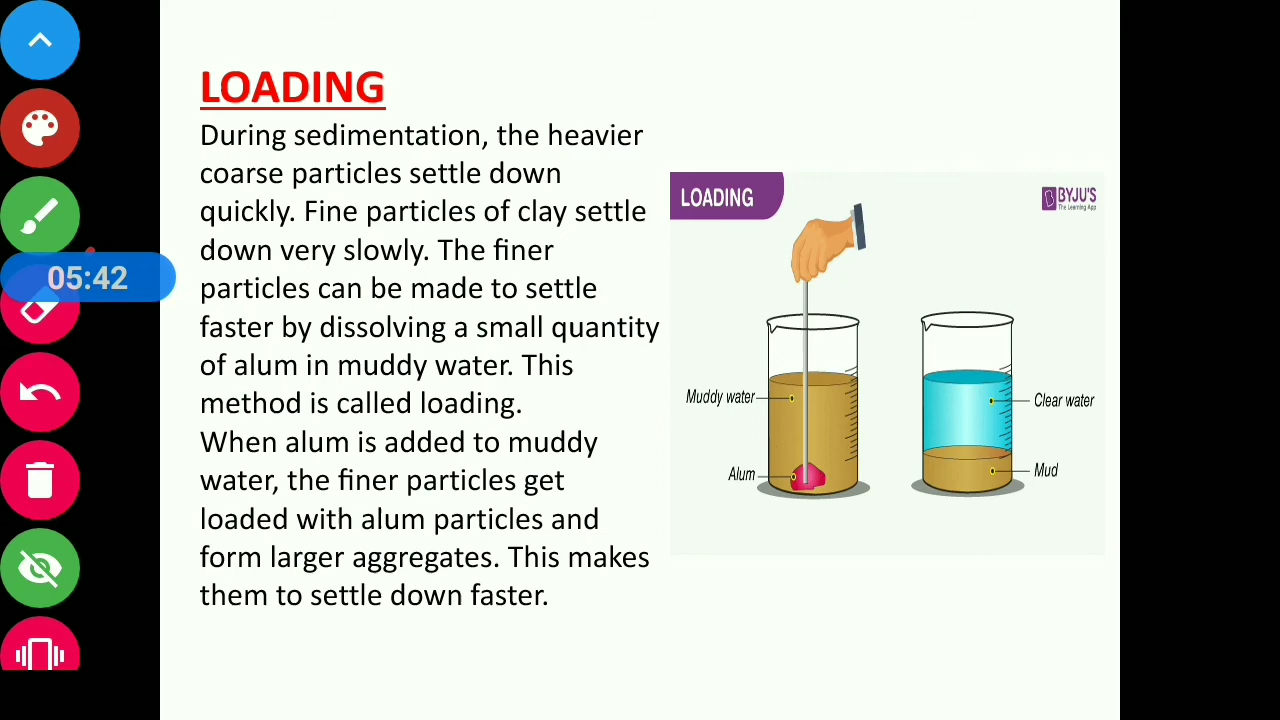 LOADING
During sedimentation, the heavier
coarse particles settle down
quickly. Fine particles of clay settle
down very slowly. The finer
particles can be made to settle
faster by dissolving a small quantity
of alum in muddy water. This
method is called loading.
When alum is added to muddy
water, the finer particles get
loaded with alum particles and
form larger aggregates. This makes
them to settle down faster.
05:42
LOADING
BYJU'S
The Learning App
Muddy water
Alum
Clear water
Mud